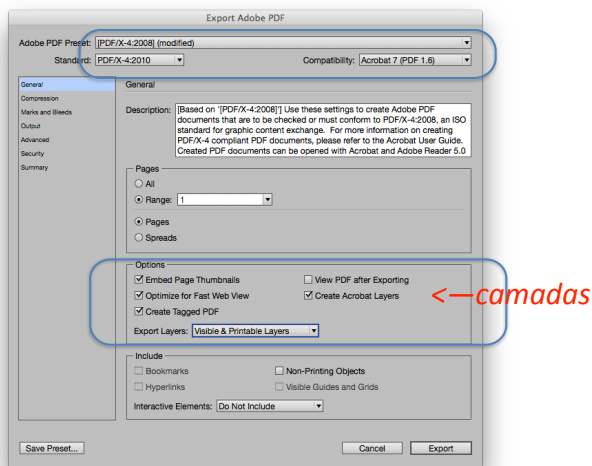 Export Adobe PDF
Adobe PDF Preset: [PDF/X-4:2008] (modified)
Standard: PDF/X-4:2010 Compatibility: Acrobat 7 (PDF 1.6)
General
Compression
Marks and Bleeds
Output
Advanced
Security
Summary
General
Description: [Based on '[PDF/X-4:2008]'] Use these settings to create Adobe PDF
documents that are to be checked or must conform to PDF/X-4:2008, an ISO
standard for graphic content exchange. For more information on creating
PDF/X-4 compliant PDF documents, please refer to the Acrobat User Guide.
Created PDF documents can be opened with Acrobat and Adobe Reader 5.0
Pages
All
Range: 1
Pages
Spreads
Options
Embed Page Thumbnails View PDF after Exporting
Optimize for Fast Web View Create Acrobat Layers <—camadas
Create Tagged PDF
Export Layers: Visible & Printable Layers
Include
Bookmarks Non-Printing Objects
Hyperlinks Visible Guides and Grids
Interactive Elements: Do Not Include
Save Preset... Cancel Export